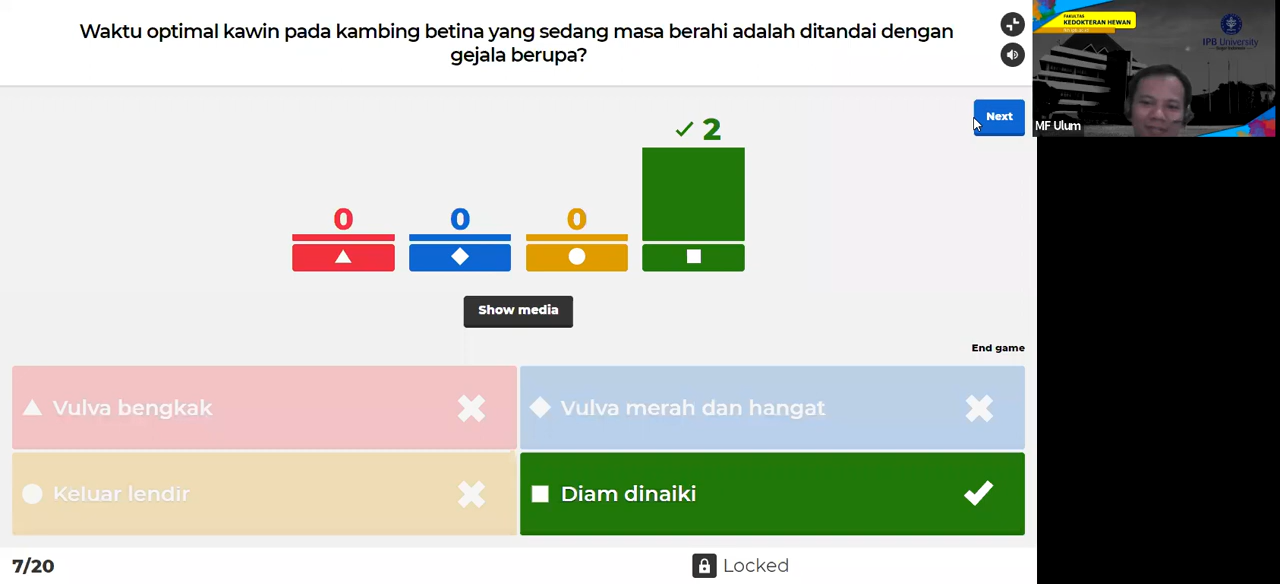 Waktu optimal kawin pada kambing betina yang sedang masa berahi adalah ditandai dengan
gejala berupa?
FAKULTAS
KEDOKTERAN HEWAN
IPB University
MF Ulum
Next
2
0
0
0
Show media
End game
Vulva bengkak
Vulva merah dan hangat
Keluar lendir
Diam dinaiki
7/20
Locked